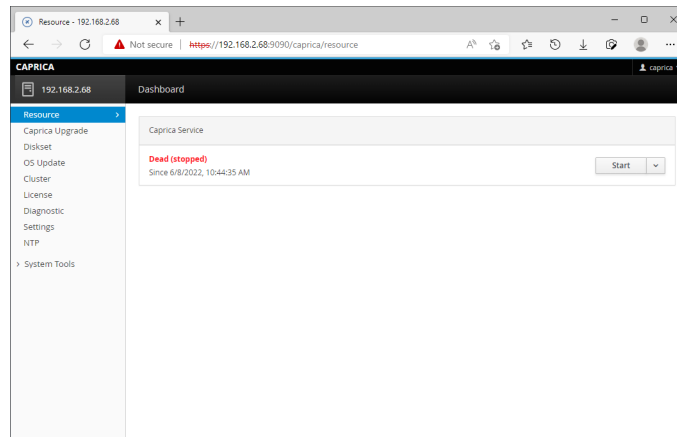 Resource - 192.168.2.68
Not secure | https://192.168.2.68:9090/caprica/resource
CAPRICA
caprica
192.168.2.68
Dashboard
Resource
Caprica Upgrade
Diskset
OS Update
Cluster
License
Diagnostic
Settings
NTP
System Tools
Caprica Service
Dead (stopped)
Since 6/8/2022, 10:44:35 AM
Start